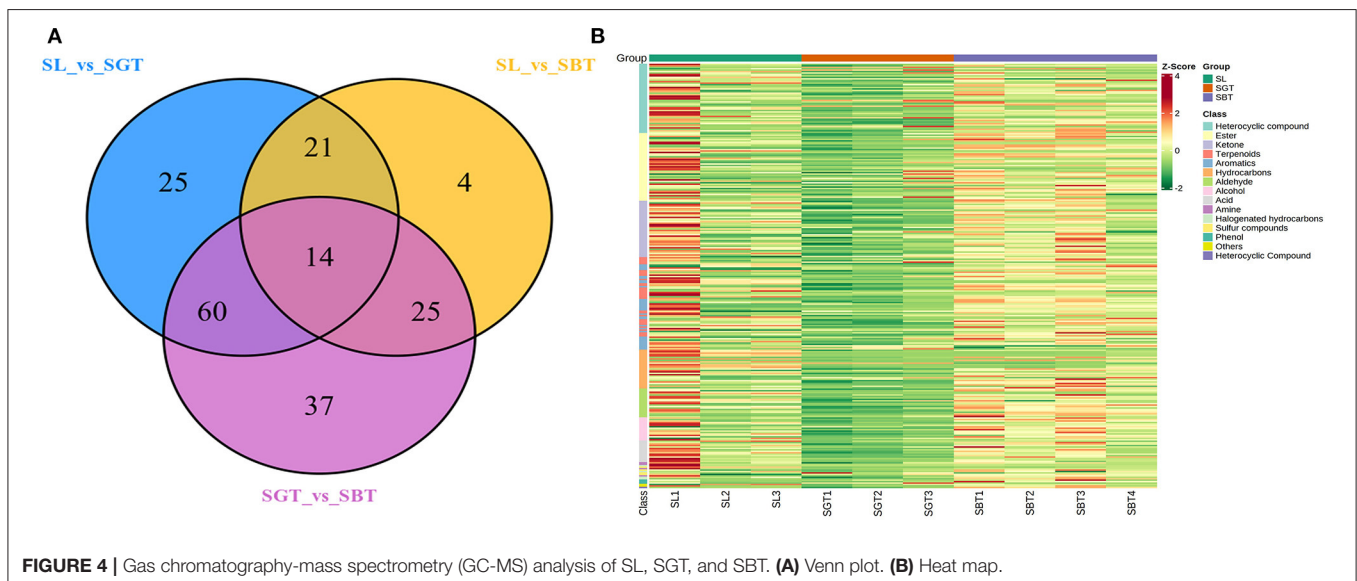 A
SL_vs_SGT
SL_vs_SBT
25
21
4
14
60
25
37
SGT_vs_SBT
B
Group
Z-Score
4
2
0
-2
Group
SL
SGT
SBT
Class
Heterocyclic compound
Ester
Ketone
Terpenoids
Aromatics
Hydrocarbons
Aldehyde
Alcohol
Acid
Amine
Halogenated hydrocarbons
Sulfur compounds
Phenol
Others
Heterocyclic Compound
Class
SL1
SL2
SL3
SGT1
SGT2
SGT3
SBT1
SBT2
SBT3
SBT4
FIGURE 4 | Gas chromatography-mass spectrometry (GC-MS) analysis of SL, SGT, and SBT. (A) Venn plot. (B) Heat map.